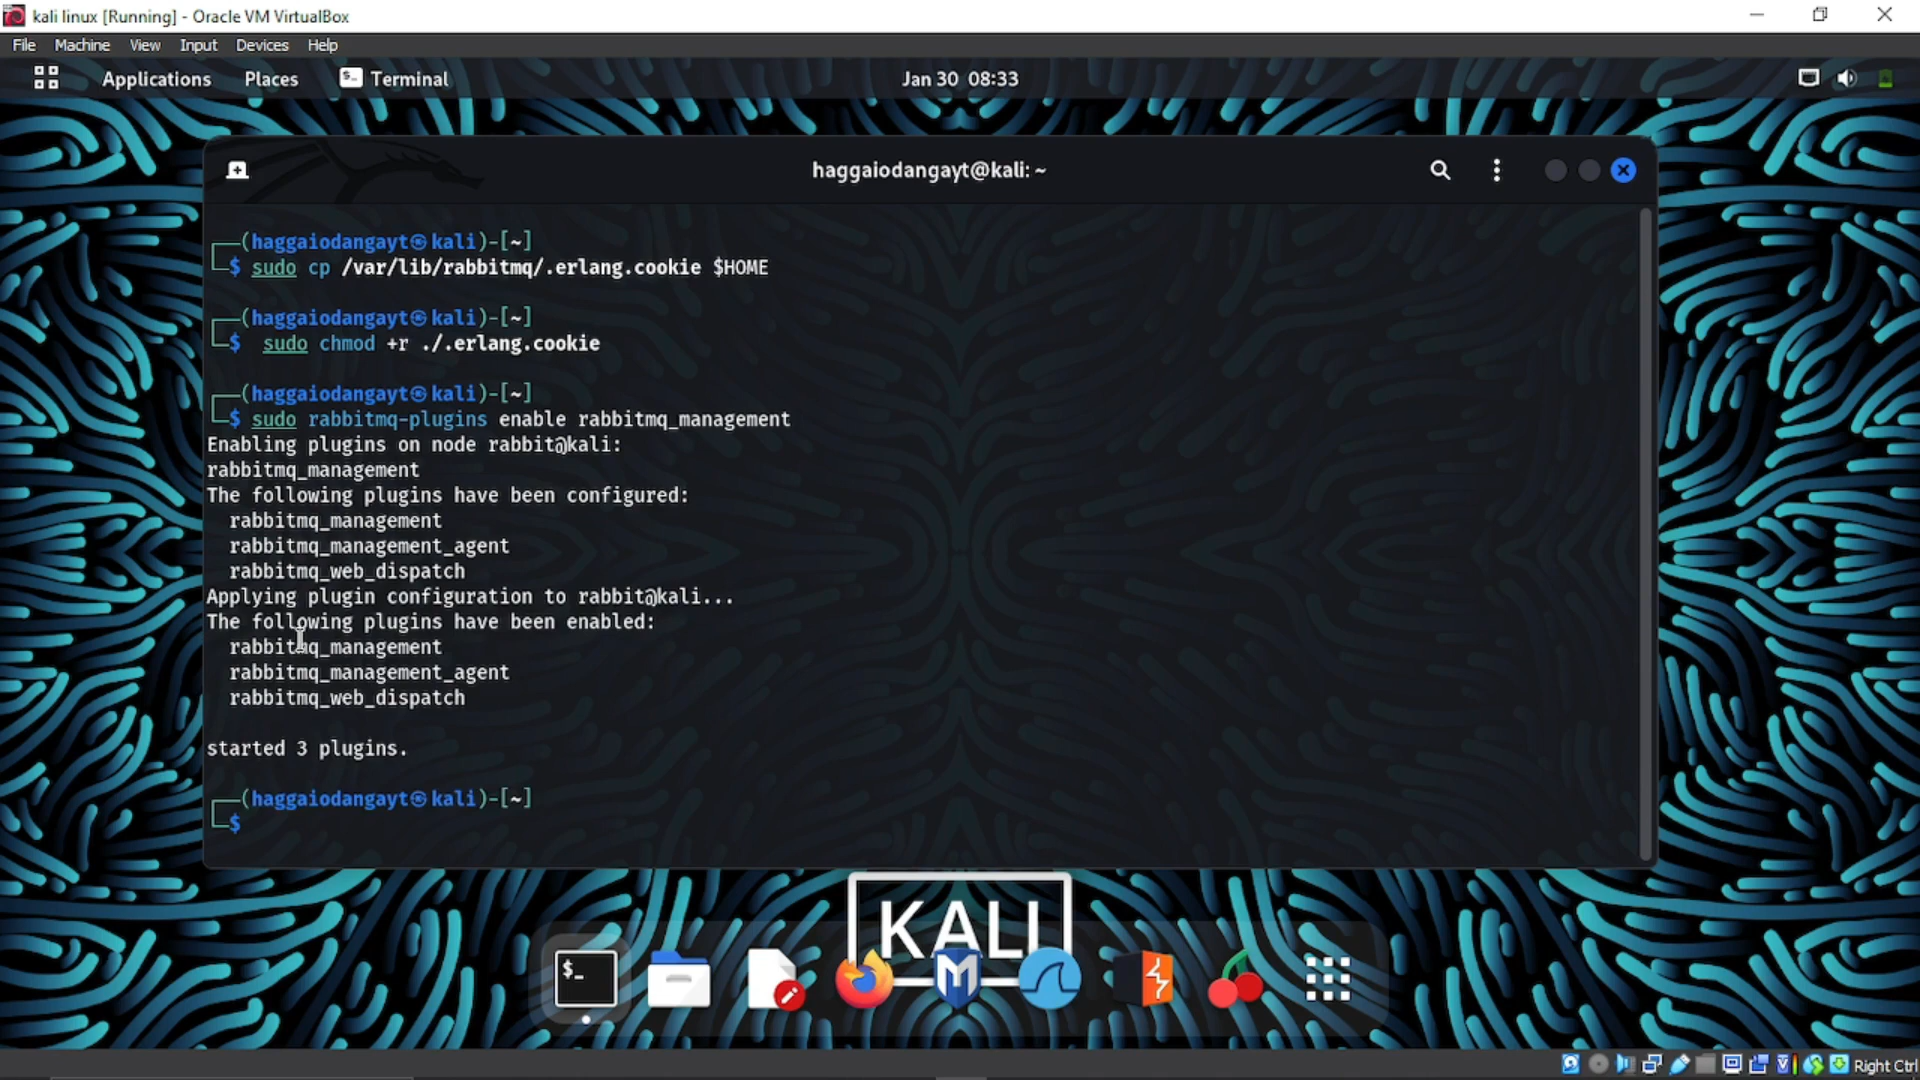 kali linux [Running] - Oracle VM VirtualBox
File Machine View Input Devices Help
Applications Places Terminal Jan 30 08:33
haggaiodangayt@kali: ~
┌──(haggaiodangayt㉿kali)-[~]
└─$ sudo cp /var/lib/rabbitmq/.erlang.cookie $HOME
┌──(haggaiodangayt㉿kali)-[~]
└─$ sudo chmod +r ./.erlang.cookie
┌──(haggaiodangayt㉿kali)-[~]
└─$ sudo rabbitmq-plugins enable rabbitmq_management
Enabling plugins on node rabbit@kali:
rabbitmq_management
The following plugins have been configured:
rabbitmq_management
rabbitmq_management_agent
rabbitmq_web_dispatch
Applying plugin configuration to rabbit@kali...
The following plugins have been enabled:
rabbitmq_management
rabbitmq_management_agent
rabbitmq_web_dispatch
started 3 plugins.
┌──(haggaiodangayt㉿kali)-[~]
└─$
KALI
Right Ctrl